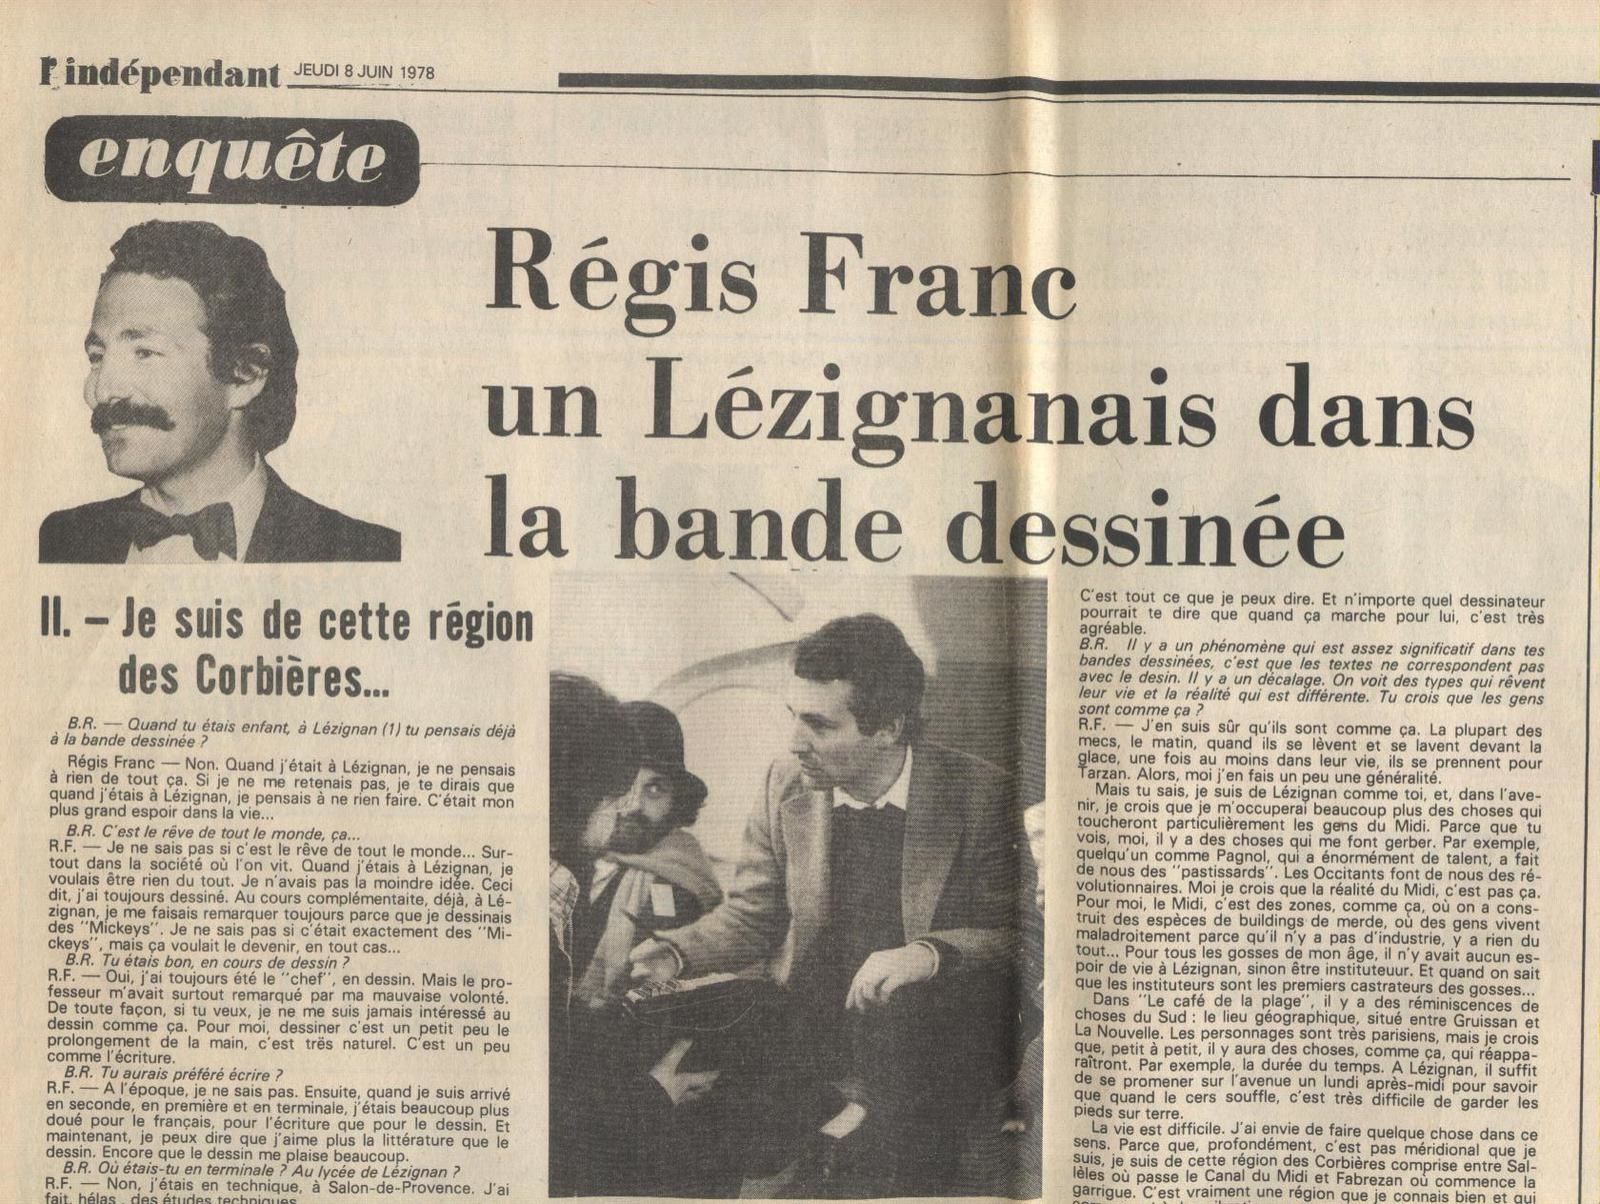 l'indépendant JEUDI 8 JUIN 1978
enquête
Régis Franc
un Lézignanais dans
la bande dessinée
II. – Je suis de cette région
des Corbières...
B.R. — Quand tu étais enfant, à Lézignan (1) tu pensais déjà
à la bande dessinée ?
Régis Franc — Non. Quand j'était à Lézignan, je ne pensais
à rien de tout ça. Si je ne me retenais pas, je te dirais que
quand j'étais à Lézignan, je pensais à ne rien faire. C'était mon
plus grand espoir dans la vie...
B.R. C'est le rêve de tout le monde, ça...
R.F. — Je ne sais pas si c'est le rêve de tout le monde... Sur-
tout dans la société où l'on vit. Quand j'étais à Lézignan, je
voulais être rien du tout. Je n'avais pas la moindre idée. Ceci
dit, j'ai toujours dessiné. Au cours complémentaite, déjà, à Lé-
zignan, je me faisais remarquer toujours parce que je dessinais
des "Mickeys". Je ne sais pas si c'était exactement des "Mi-
ckeys", mais ça voulait le devenir, en tout cas...
B.R. Tu étais bon, en cours de dessin ?
R.F. — Oui, j'ai toujours été le "chef", en dessin. Mais le pro-
fesseur m'avait surtout remarqué par ma mauvaise volonté.
De toute façon, si tu veux, je ne me suis jamais intéressé au
dessin comme ça. Pour moi, dessiner c'est un petit peu le
prolongement de la main, c'est très naturel. C'est un peu
comme l'écriture.
B.R. Tu aurais préféré écrire ?
R.F. — A l'époque, je ne sais pas. Ensuite, quand je suis arrivé
en seconde, en première et en terminale, j'étais beaucoup plus
doué pour le français, pour l'écriture que pour le dessin. Et
maintenant, je peux dire que j'aime plus la littérature que le
dessin. Encore que le dessin me plaise beaucoup.
B.R. Où étais-tu en terminale ? Au lycée de Lézignan ?
R.F. — Non, j'étais en technique, à Salon-de-Provence. J'ai
fait, hélas, des études techniques
C'est tout ce que je peux dire. Et n'importe quel dessinateur
pourrait te dire que quand ça marche pour lui, c'est très
agréable.
B.R. Il y a un phénomène qui est assez significatif dans tes
bandes dessinées, c'est que les textes ne correspondent pas
avec le desin. Il y a un décalage. On voit des types qui rêvent
leur vie et la réalité qui est différente. Tu crois que les gens
sont comme ça ?
R.F. — J'en suis sûr qu'ils sont comme ça. La plupart des
mecs, le matin, quand ils se lèvent et se lavent devant la
glace, une fois au moins dans leur vie, ils se prennent pour
Tarzan. Alors, moi j'en fais un peu une généralité.
Mais tu sais, je suis de Lézignan comme toi, et, dans l'ave-
nir, je crois que je m'occuperai beaucoup plus des choses qui
toucheront particulièrement les gens du Midi. Parce que tu
vois, moi, il y a des choses qui me font gerber. Par exemple,
quelqu'un comme Pagnol, qui a énormément de talent, a fait
de nous des "pastissards". Les Occitants font de nous des ré-
volutionnaires. Moi je crois que la réalité du Midi, c'est pas ça.
Pour moi, le Midi, c'est des zones, comme ça, où on a cons-
truit des espèces de buildings de merde, où des gens vivent
maladroitement parce qu'il n'y a pas d'industrie, y a rien du
tout... Pour tous les gosses de mon âge, il n'y avait aucun es-
poir de vie à Lézignan, sinon être instituteuur. Et quand on sait
que les instituteurs sont les premiers castrateurs des gosses...
Dans "Le café de la plage", il y a des réminiscences de
choses du Sud : le lieu géographique, situé entre Gruissan et
La Nouvelle. Les personnages sont très parisiens, mais je crois
que, petit à petit, il y aura des choses, comme ça, qui réappa-
raîtront. Par exemple, la durée du temps. A Lézignan, il suffit
de se promener sur l'avenue un lundi après-midi pour savoir
que quand le cers souffle, c'est très difficile de garder les
pieds sur terre.
La vie est difficile. J'ai envie de faire quelque chose dans ce
sens. Parce que, profondément, c'est pas méridional que je
suis, je suis de cette région des Corbières comprise entre Sal-
lèles où passe le Canal du Midi et Fabrezan où commence la
garrigue. C'est vraiment une région que je connais bien et qui